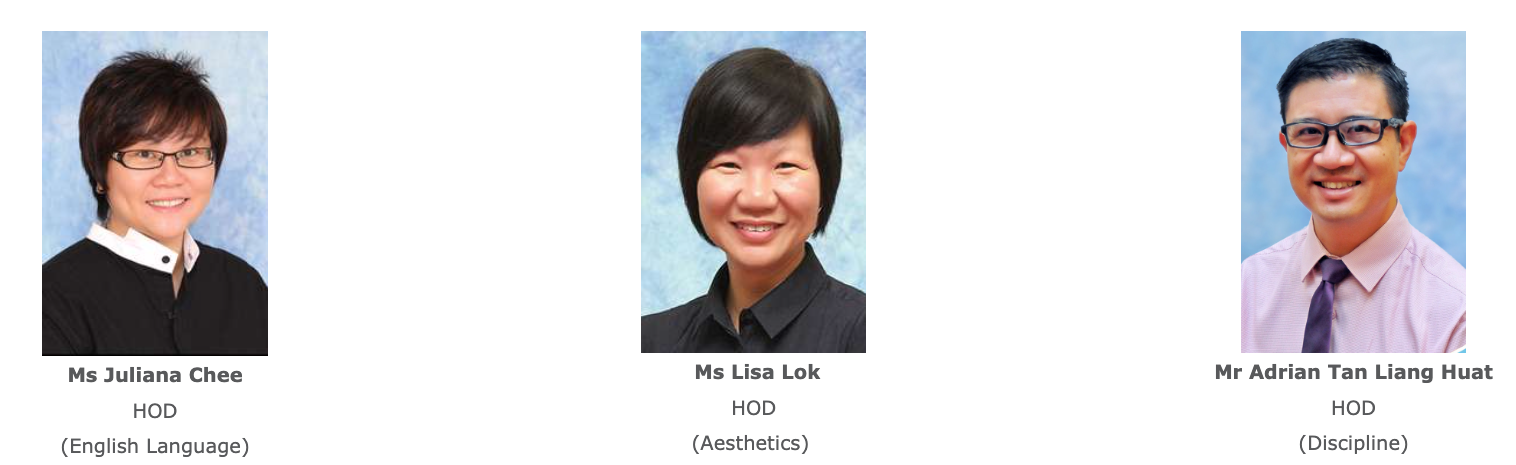 Ms Juliana Chee
HOD
(English Language)
Ms Lisa Lok
HOD
(Aesthetics)
Mr Adrian Tan Liang Huat
HOD
(Discipline)